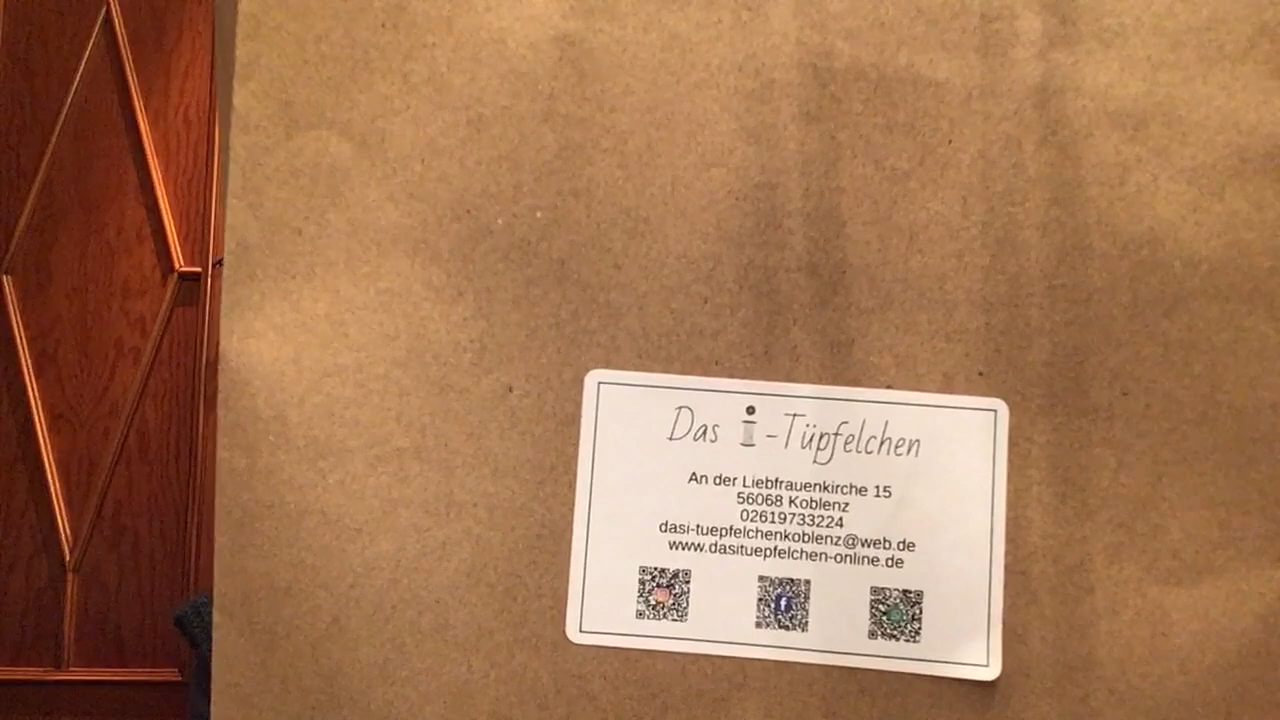 Das i-Tüpfelchen
An der Liebfrauenkirche 15
56068 Koblenz
02619733224
dasi-tuepfelchenkoblenz@web.de
www.dasituepfelchen-online.de